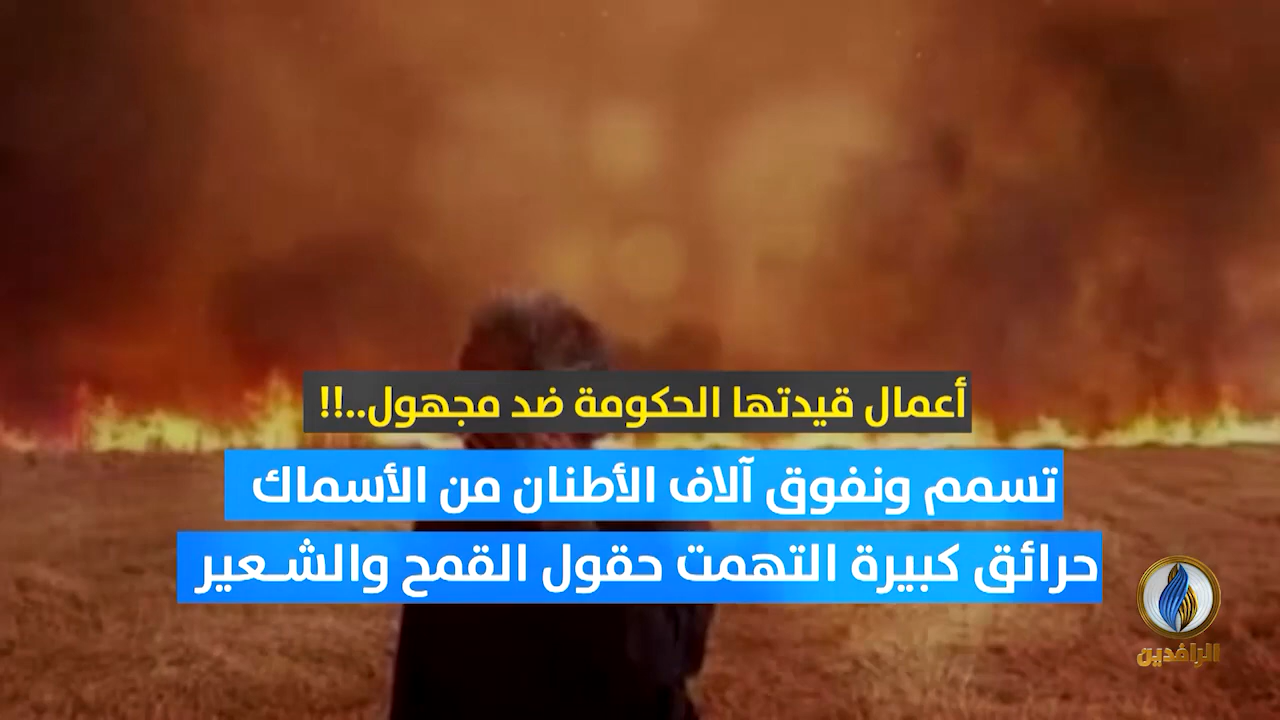 أعمال قيدتها الحكومة ضد مجهول..!!
تسمم ونفوق آلاف الأطنان من الأسماك
حرائق كبيرة التهمت حقول القمح والشعير
الرافدين